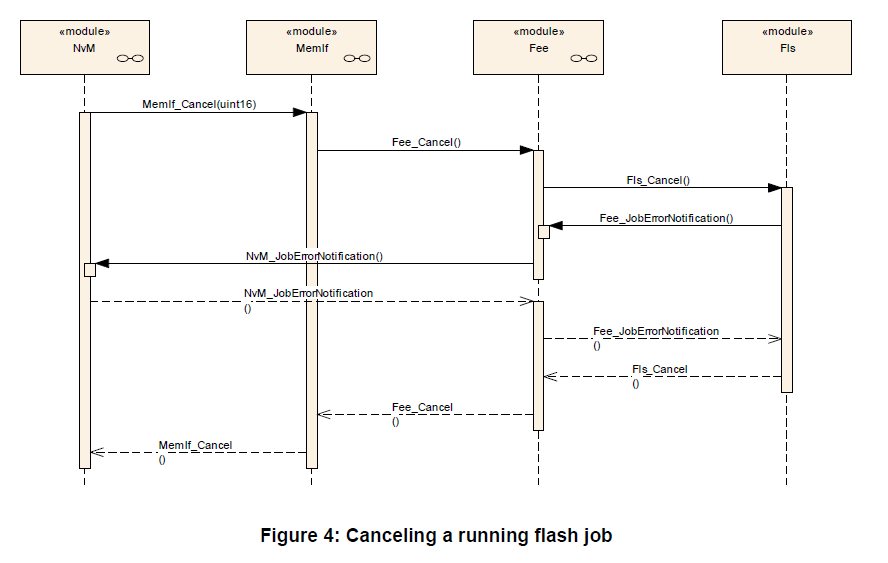 «module» «module» «module» «module»
NvM MemIf Fee Fls
MemIf_Cancel(uint16)
Fee_Cancel()
Fls_Cancel()
Fee_JobErrorNotification()
NvM_JobErrorNotification()
NvM_JobErrorNotification
()
Fee_JobErrorNotification
()
Fls_Cancel
()
Fee_Cancel
()
MemIf_Cancel
()
Figure 4: Canceling a running flash job